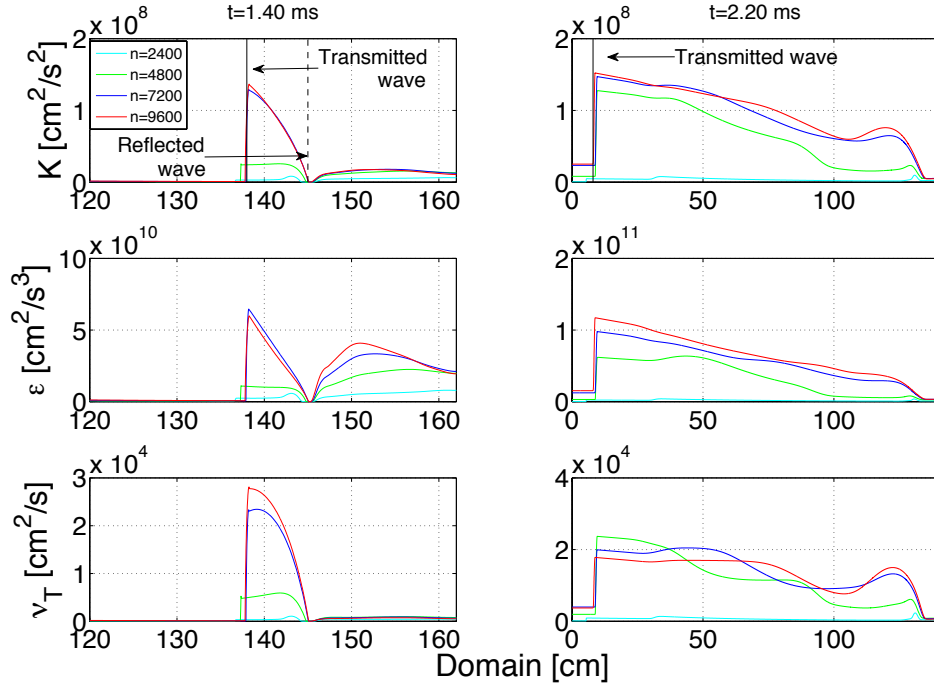 t=1.40 ms
t=2.20 ms
x 10^8
2
1
0
K [cm^2/s^2]
n=2400
n=4800
n=7200
n=9600
Transmitted
wave
Reflected
wave
120 130 140 150 160
x 10^8
2
1
0
Transmitted wave
0 50 100
x 10^10
10
5
0
ε [cm^2/s^3]
120 130 140 150 160
x 10^11
2
1
0
0 50 100
x 10^4
3
2
1
0
ν_T [cm^2/s]
120 130 140 150 160
x 10^4
4
2
0
0 50 100
Domain [cm]